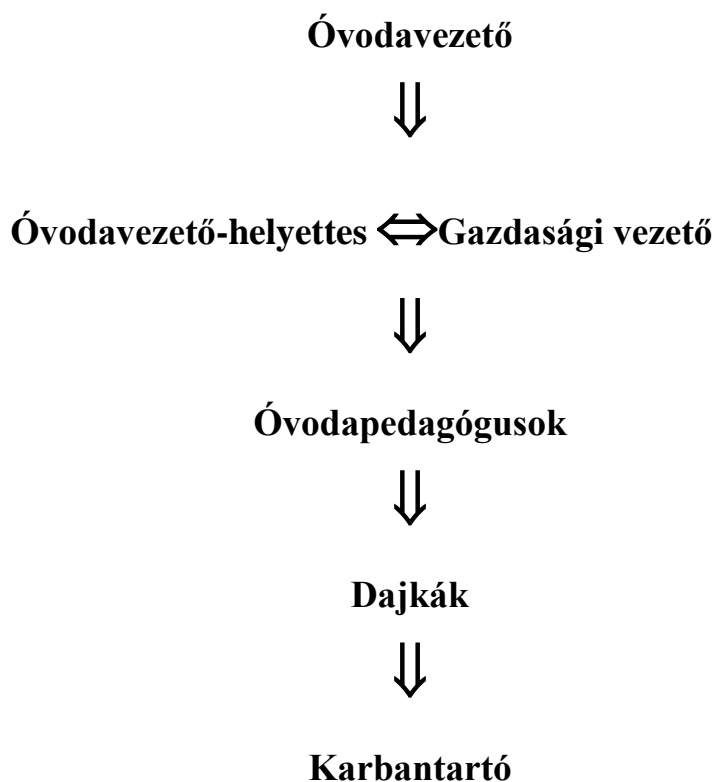 Óvodavezető
⇓
Óvodavezető-helyettes ⇔ Gazdasági vezető
⇓
Óvodapedagógusok
⇓
Dajkák
⇓
Karbantartó